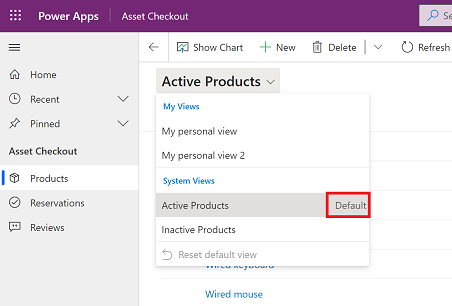 Power Apps Asset Checkout Se
Show Chart New Delete Refresh
Home
Recent
Pinned
Asset Checkout
Products
Reservations
Reviews
Active Products
My Views
My personal view
My personal view 2
System Views
Active Products Default
Inactive Products
Reset default view
Wired keyboard
Wired mouse